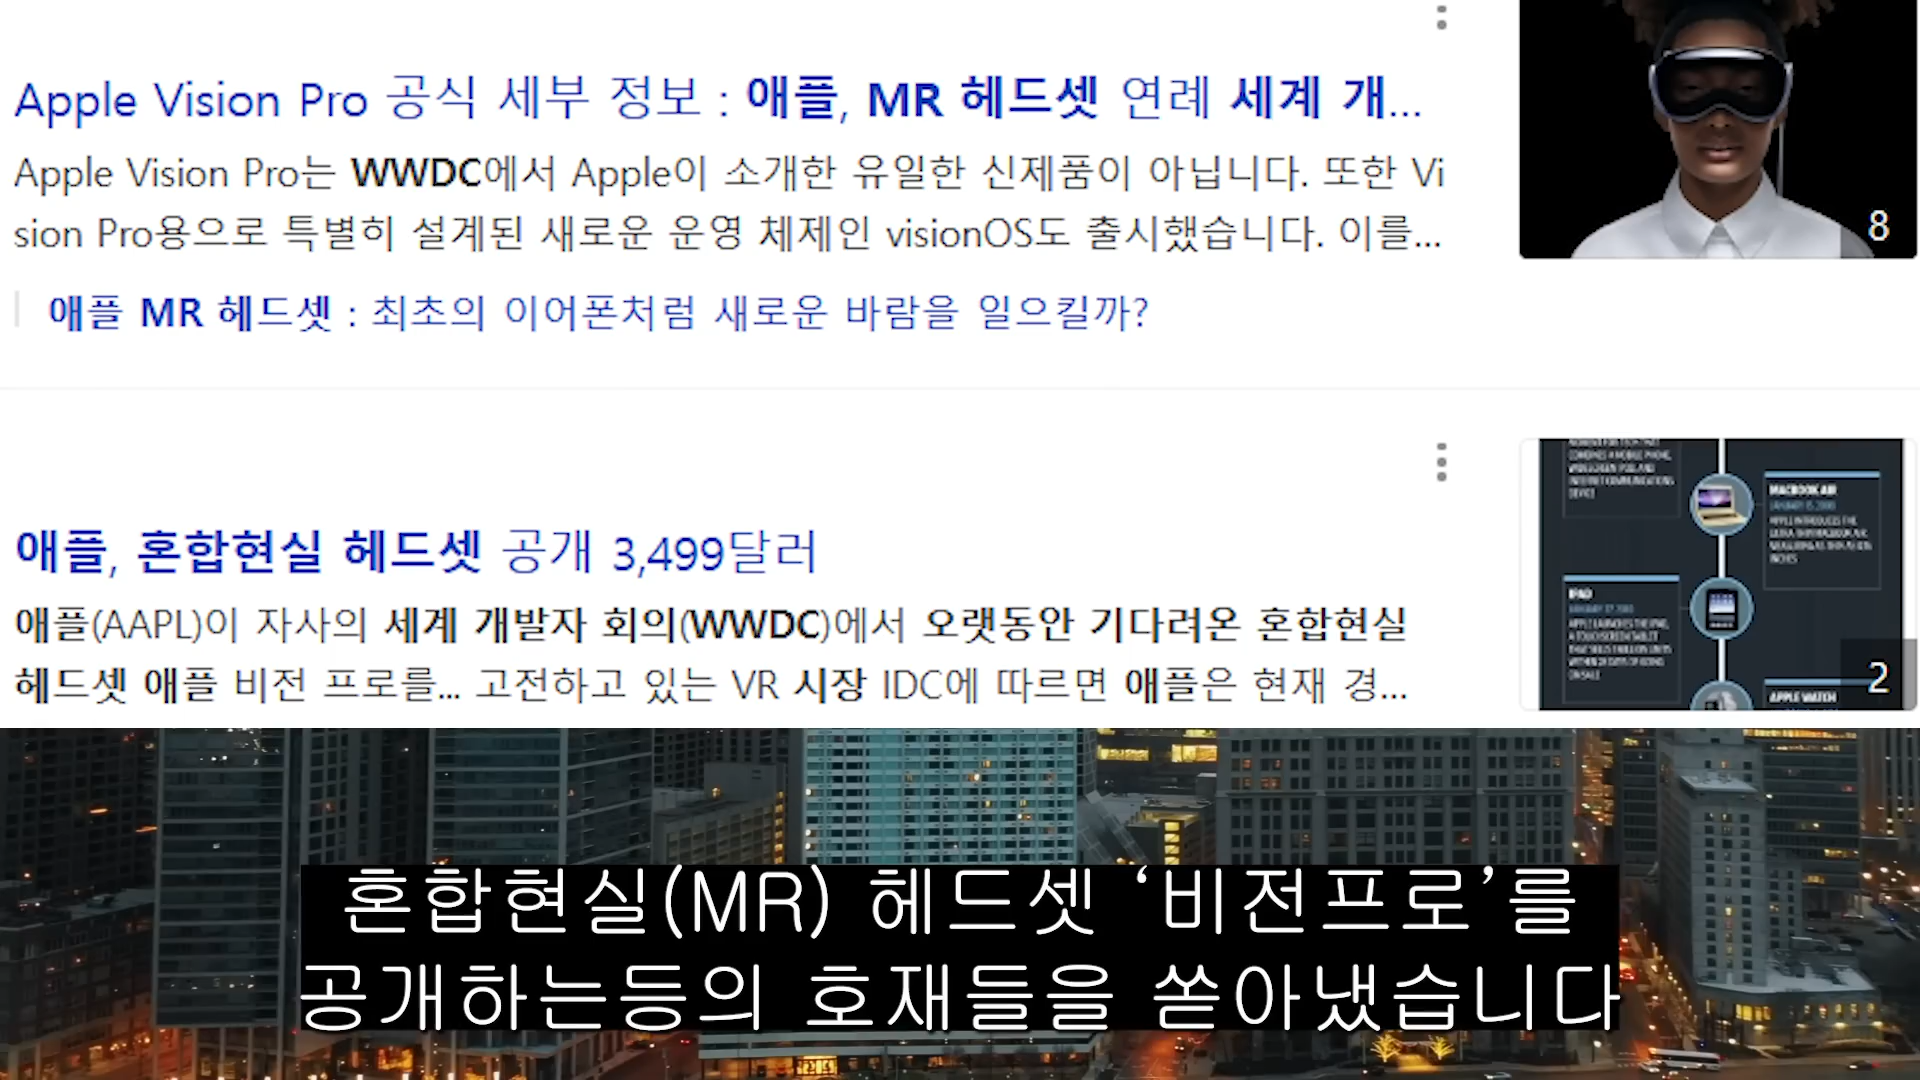 Apple Vision Pro 공식 세부 정보 : 애플, MR 헤드셋 연례 세계 개...
Apple Vision Pro는 WWDC에서 Apple이 소개한 유일한 신제품이 아닙니다. 또한 Vi
sion Pro용으로 특별히 설계된 새로운 운영 체제인 visionOS도 출시했습니다. 이를...
8
애플 MR 헤드셋 : 최초의 이어폰처럼 새로운 바람을 일으킬까?
애플, 혼합현실 헤드셋 공개 3,499달러
애플(AAPL)이 자사의 세계 개발자 회의(WWDC)에서 오랫동안 기다려온 혼합현실
헤드셋 애플 비전 프로를... 고전하고 있는 VR 시장 IDC에 따르면 애플은 현재 경...
MACBOOK AIR
IPAD
APPLE WATCH
2
혼합현실(MR) 헤드셋 ‘비전프로’를
공개하는등의 호재들을 쏟아냈습니다